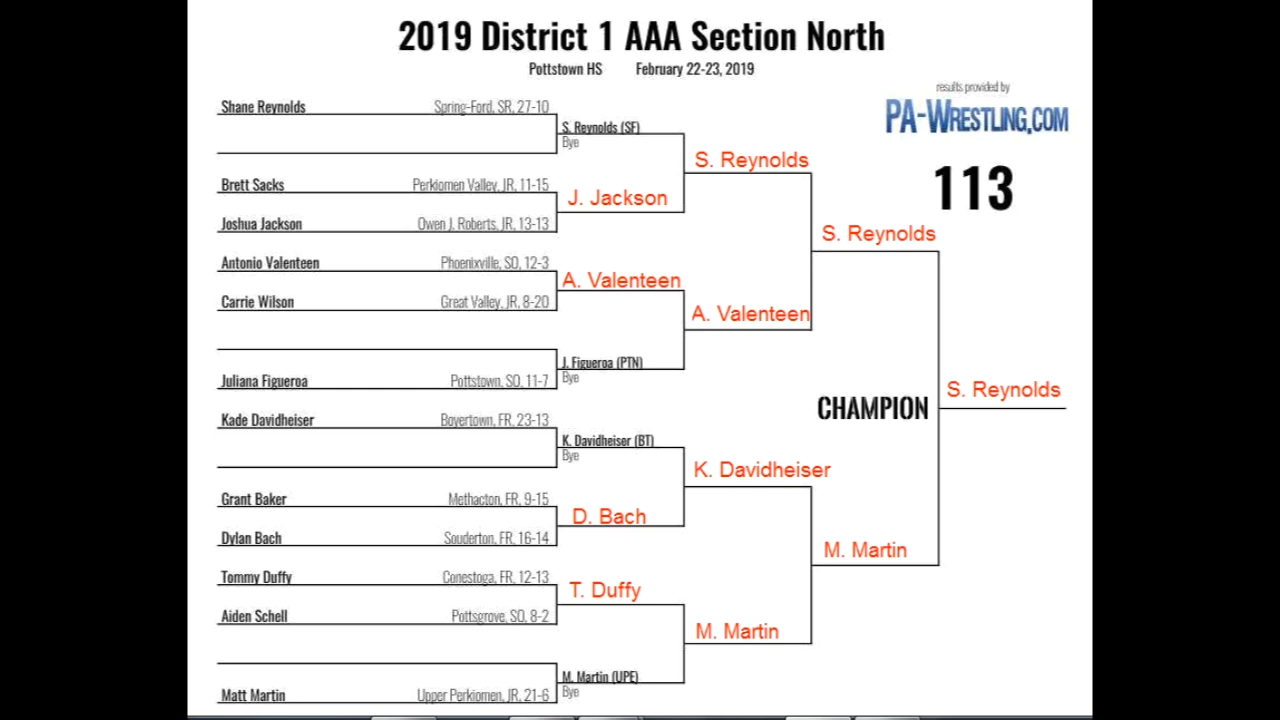 2019 District 1 AAA Section North
Pottstown HS February 22-23, 2019
results provided by
PA-WRESTLING.COM
113
Shane Reynolds Spring-Ford, SR, 27-10
S. Reynolds (SF)
Bye
S. Reynolds
Brett Sacks Perkiomen Valley, JR, 11-15
J. Jackson
Joshua Jackson Owen J. Roberts, JR, 13-13
S. Reynolds
Antonio Valenteen Phoenixville, SO, 12-3
A. Valenteen
Carrie Wilson Great Valley, JR, 8-20
A. Valenteen
J. Figueroa (PTN)
Bye
Juliana Figueroa Pottstown, SO, 11-7
S. Reynolds
CHAMPION
Kade Davidheiser Boyertown, FR, 23-13
K. Davidheiser (BT)
Bye
K. Davidheiser
Grant Baker Methacton, FR, 9-15
D. Bach
Dylan Bach Souderton, FR, 16-14
M. Martin
Tommy Duffy Conestoga, FR, 12-13
T. Duffy
Aiden Schell Pottsgrove, SO, 8-2
M. Martin
M. Martin (UPE)
Bye
Matt Martin Upper Perkiomen, JR, 21-6